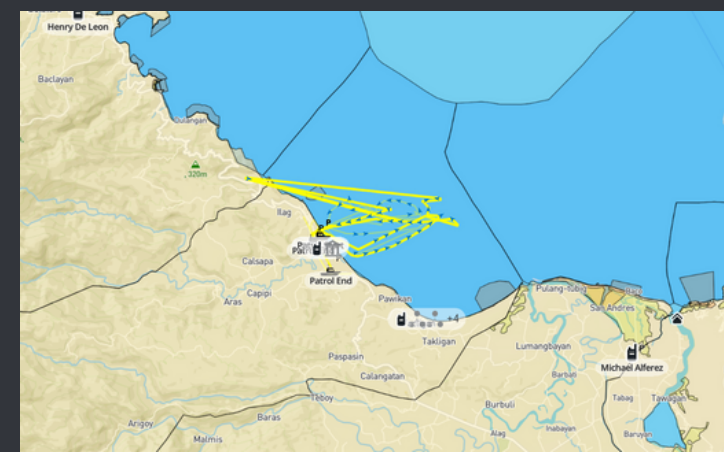 Henry De Leon
Baclayan
Dulangan
320m
P
Ilag
P
Calsapa
Patrol End
Capipi
Aras
Pawikan
+4
Takligan
Pulang-tubig
San Andres
Lumangbayan
Paspasin
Calangatan
Barbati
P
Michael Alferez
Teboy
Tabag
Tawagan
Burbuli
Baras
Arigoy
Malmis
Alag
Inabayan
Baruyan